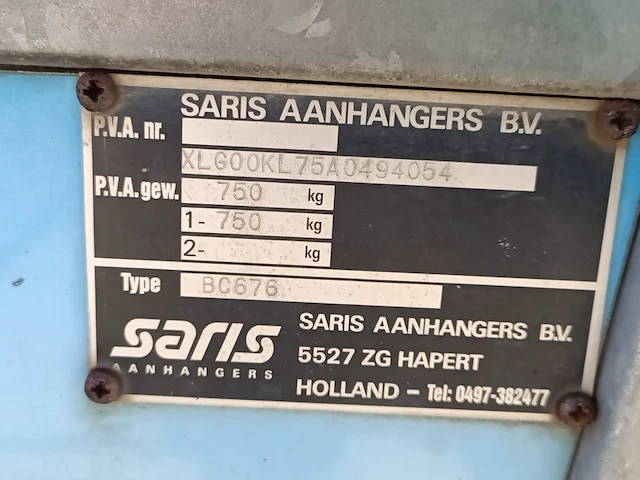 SARIS AANHANGERS B.V.
P.V.A. nr.
XLG00KL75A0494054
P.V.A. gew. 750 kg
1- 750
2- kg
Type BC676
saris
AANHANGERS
SARIS AANHANGERS B.V.
5527 ZG HAPERT
HOLLAND – Tel: 0497-382477